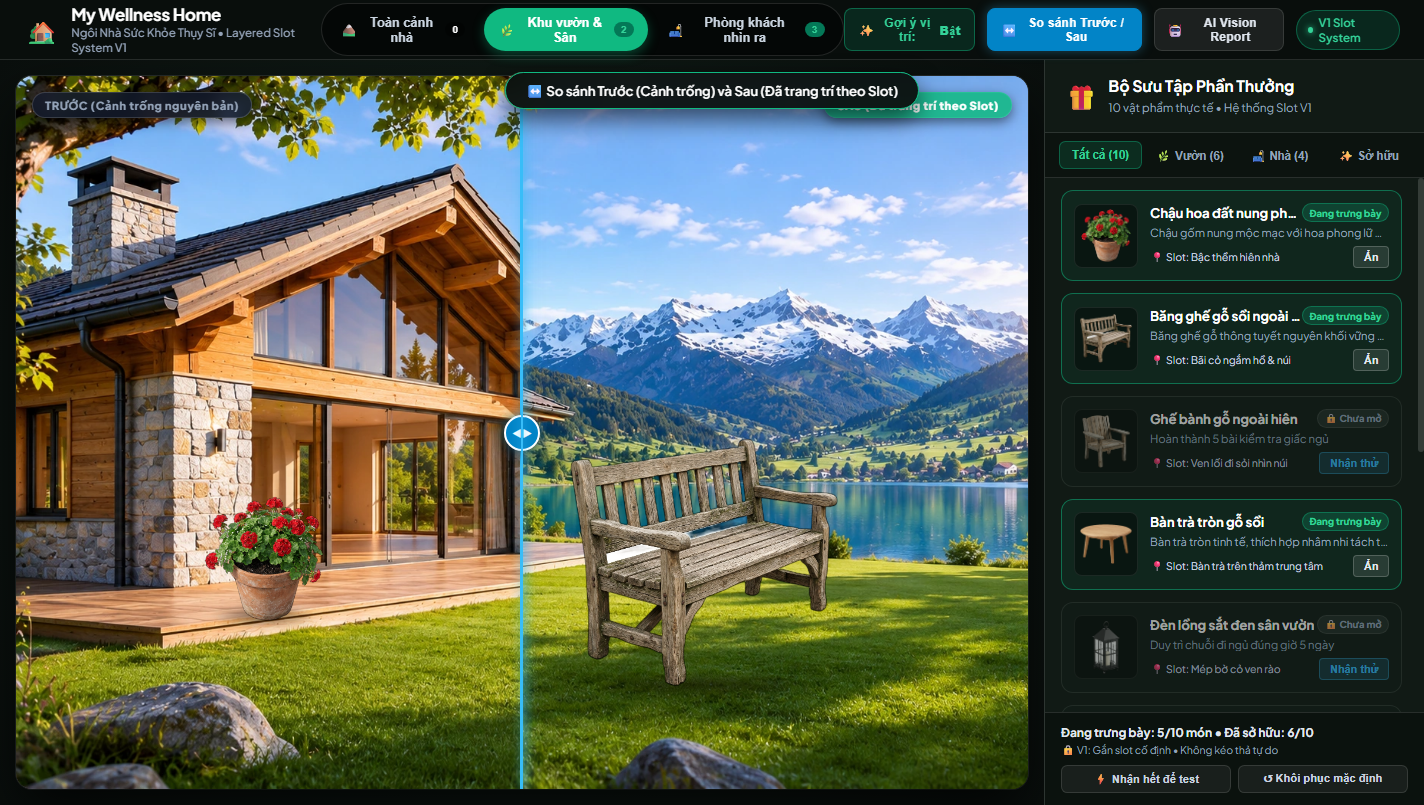 My Wellness Home
Ngôi Nhà Sức Khỏe Thụy Sĩ • Layered Slot
System V1
Toàn cảnh
nhà
0
Khu vườn &
Sân
2
Phòng khách
nhìn ra
3
Gợi ý vị
trí:
Bật
So sánh Trước /
Sau
AI Vision
Report
V1 Slot
System
TRƯỚC (Cảnh trống nguyên bản)
So sánh Trước (Cảnh trống) và Sau (Đã trang trí theo Slot)
trí theo Slot)
Bộ Sưu Tập Phần Thưởng
10 vật phẩm thực tế • Hệ thống Slot V1
Tất cả (10)
Vườn (6)
Nhà (4)
Sở hữu
Chậu hoa đất nung ph...
Đang trưng bày
Chậu gốm nung mộc mạc với hoa phong lữ ...
Slot: Bậc thềm hiên nhà
Ẩn
Băng ghế gỗ sồi ngoài ...
Đang trưng bày
Băng ghế gỗ thông tuyết nguyên khối vững ...
Slot: Bãi cỏ ngắm hồ & núi
Ẩn
Ghế bành gỗ ngoài hiên
Chưa mở
Hoàn thành 5 bài kiểm tra giấc ngủ
Slot: Ven lối đi sỏi nhìn núi
Nhận thử
Bàn trà tròn gỗ sồi
Đang trưng bày
Bàn trà tròn tinh tế, thích hợp nhâm nhi tách t...
Slot: Bàn trà trên thảm trung tâm
Ẩn
Đèn lồng sắt đen sân vườn
Chưa mở
Duy trì chuỗi đi ngủ đúng giờ 5 ngày
Slot: Mép bờ cỏ ven rào
Nhận thử
Đang trưng bày: 5/10 món • Đã sở hữu: 6/10
V1: Gắn slot cố định • Không kéo thả tự do
Nhận hết để test
↺ Khôi phục mặc định